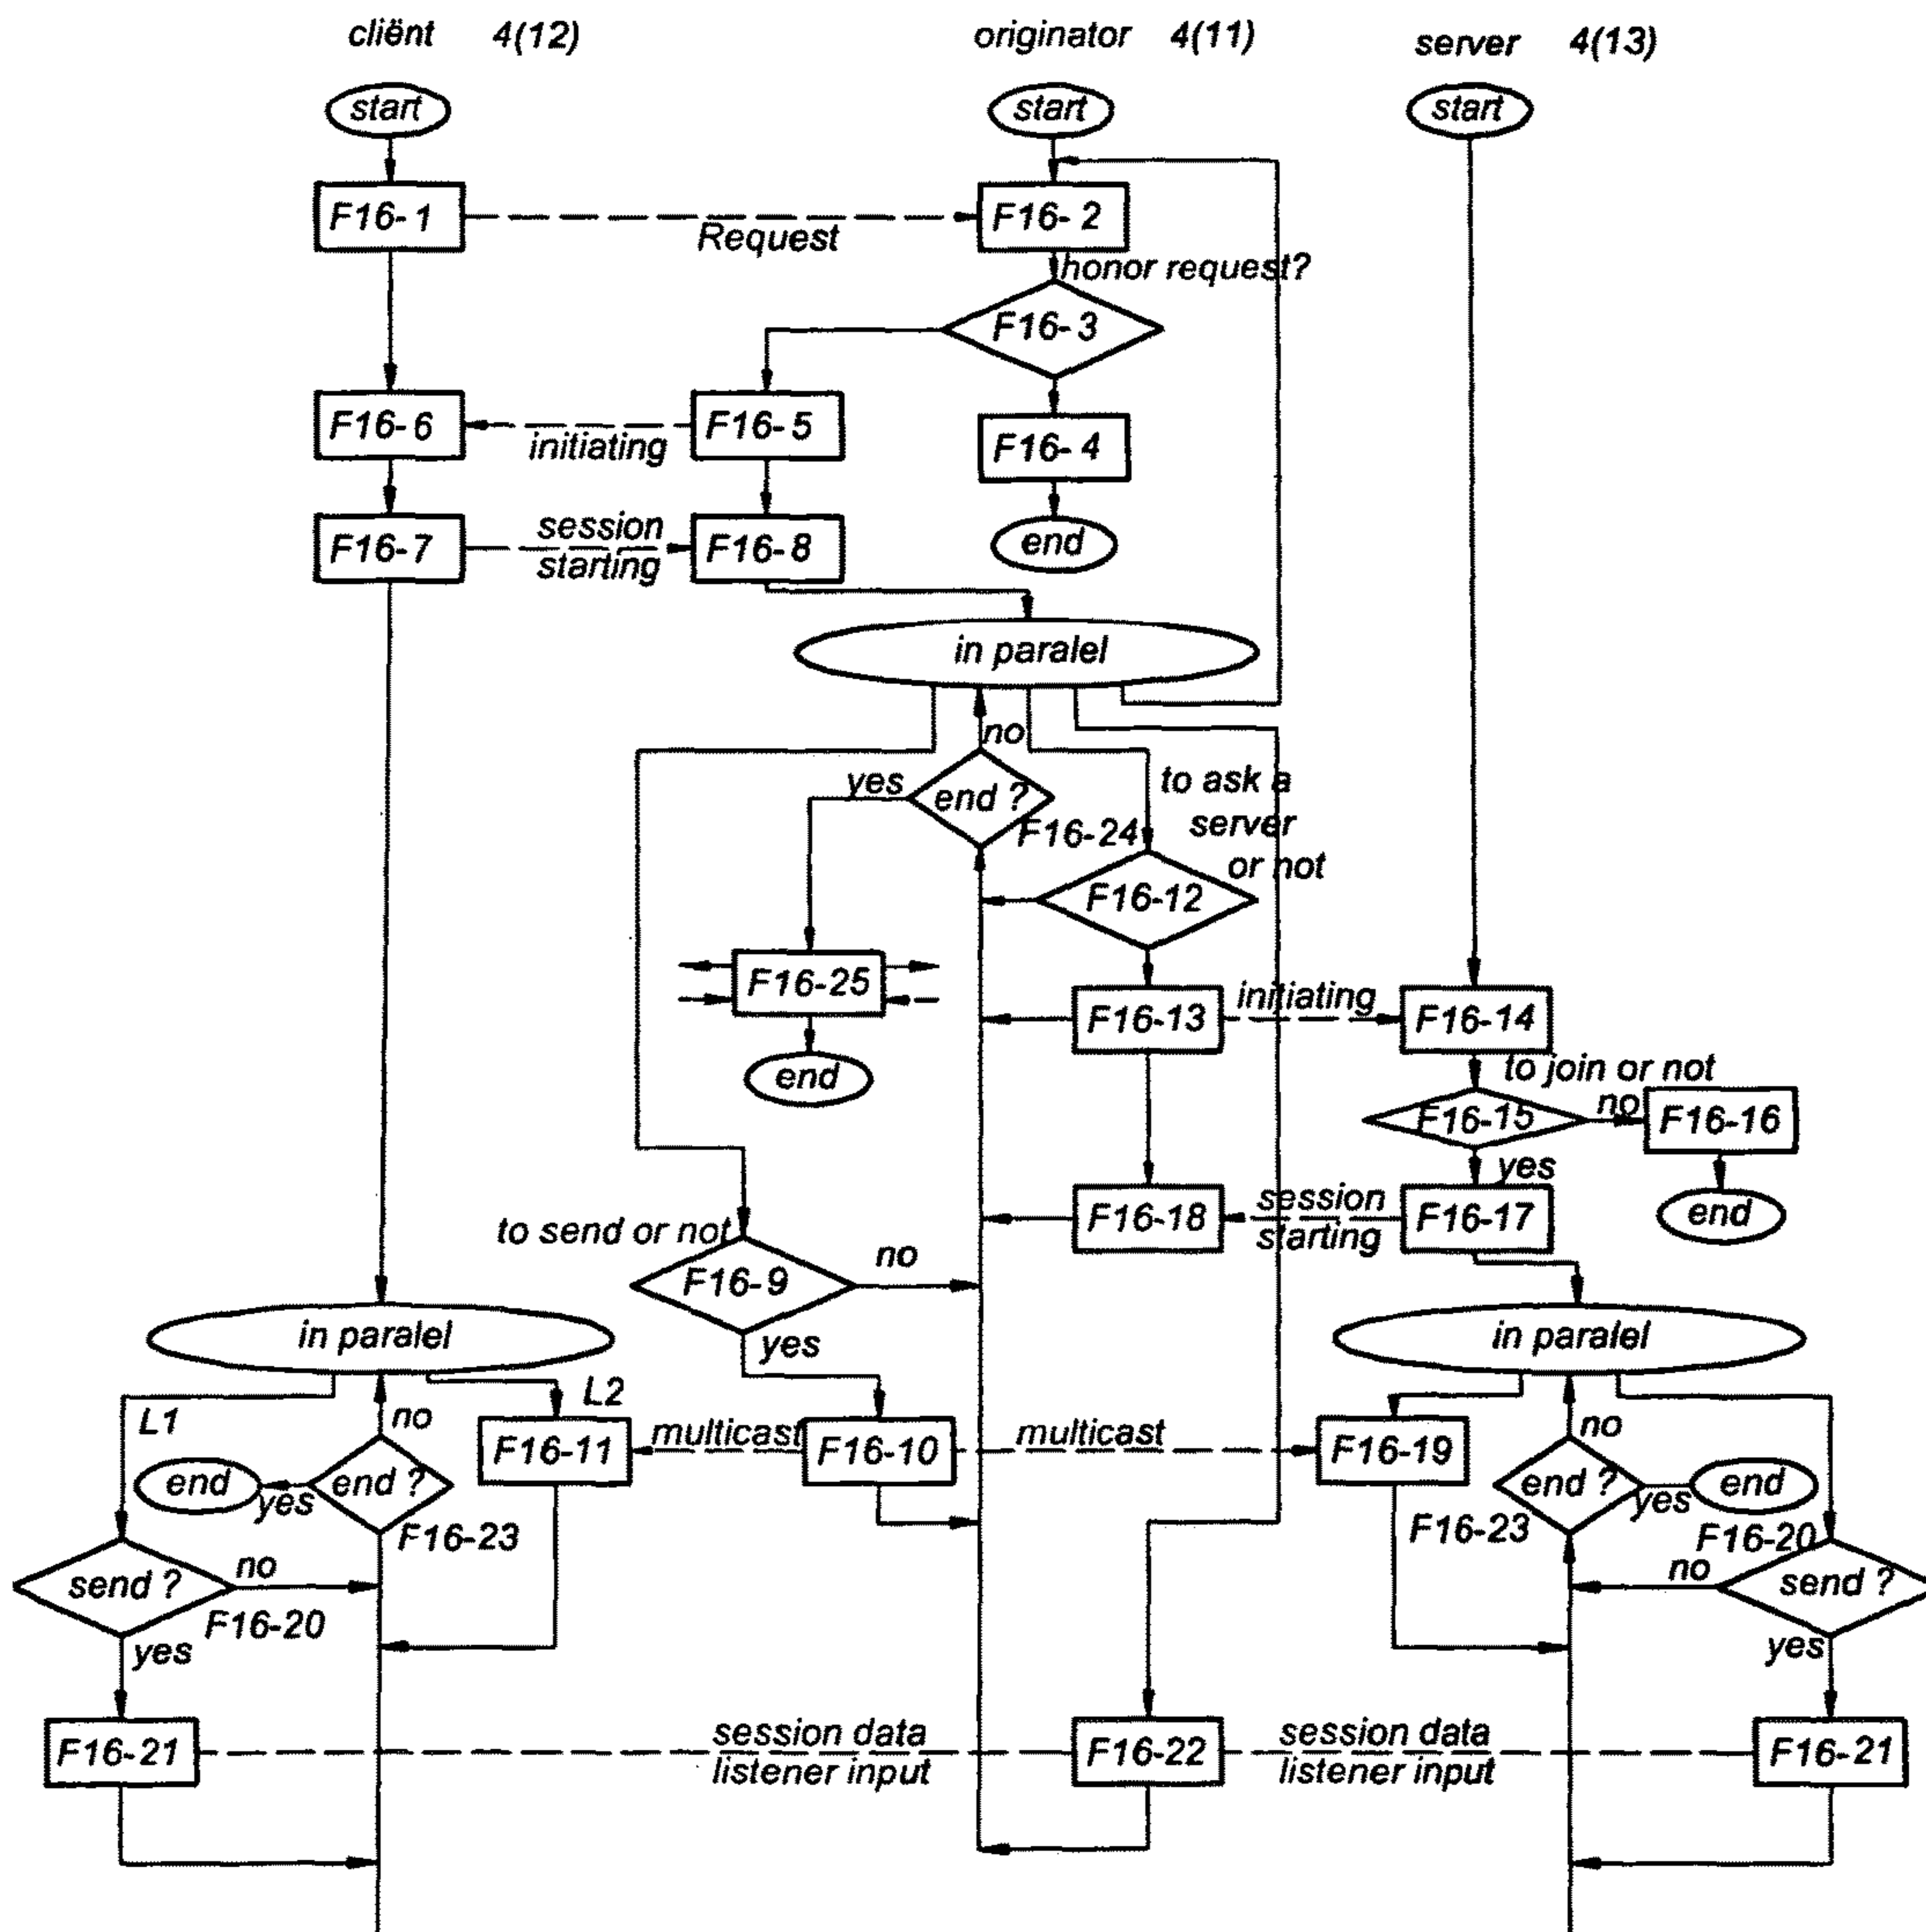 cliënt 4(12) originator 4(11) server 4(13)
start start start
F16-1 F16-2
Request
honor request?
F16-3
F16-6 F16-5 F16-4
initiating
F16-7 session F16-8 end
starting
in paralel
no
yes end ? to ask a
F16-24 server
or not
F16-12
F16-25 F16-13 initiating F16-14
end to join or not
F16-15 no F16-16
yes
F16-18 session F16-17 end
starting
to send or not
F16-9 no
yes
in paralel in paralel
L1 no L2
F16-11 multicast F16-10 multicast F16-19 no
end yes end ? end ? yes end
F16-23 F16-23 F16-20
send ? no no send ?
F16-20
yes yes
F16-21 session data F16-22 session data F16-21
listener input listener input